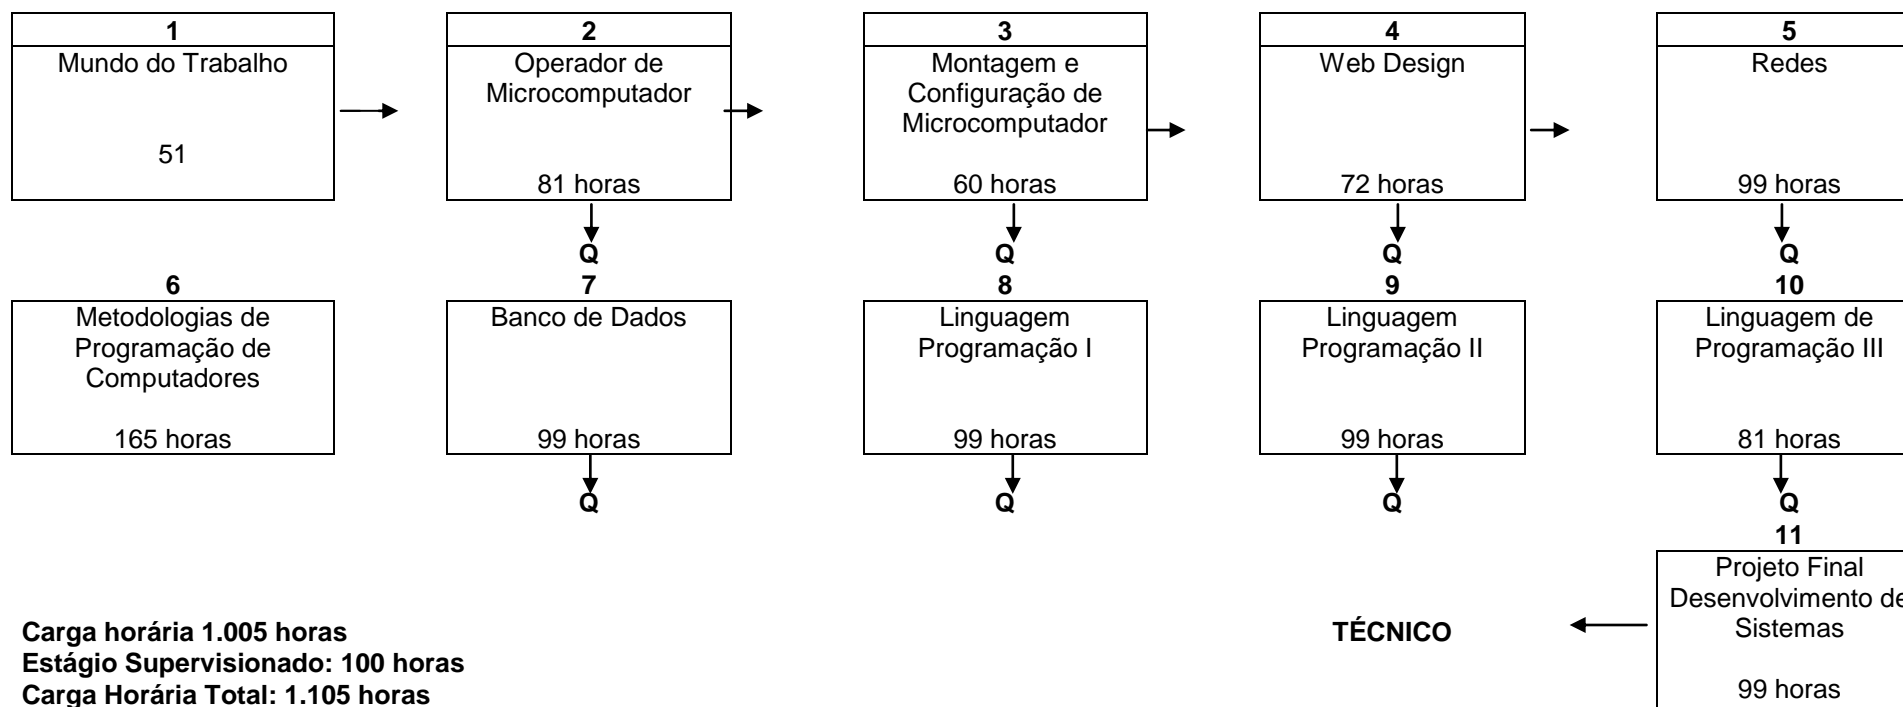 1
Mundo do Trabalho
51
2
Operador de
Microcomputador
81 horas
Q
3
Montagem e
Configuração de
Microcomputador
60 horas
Q
4
Web Design
72 horas
Q
5
Redes
99 horas
Q
6
Metodologias de
Programação de
Computadores
165 horas
7
Banco de Dados
99 horas
Q
8
Linguagem
Programação I
99 horas
Q
9
Linguagem
Programação II
99 horas
Q
10
Linguagem de
Programação III
81 horas
Q
11
Projeto Final
Desenvolvimento de
Sistemas
99 horas
TÉCNICO
Carga horária 1.005 horas
Estágio Supervisionado: 100 horas
Carga Horária Total: 1.105 horas